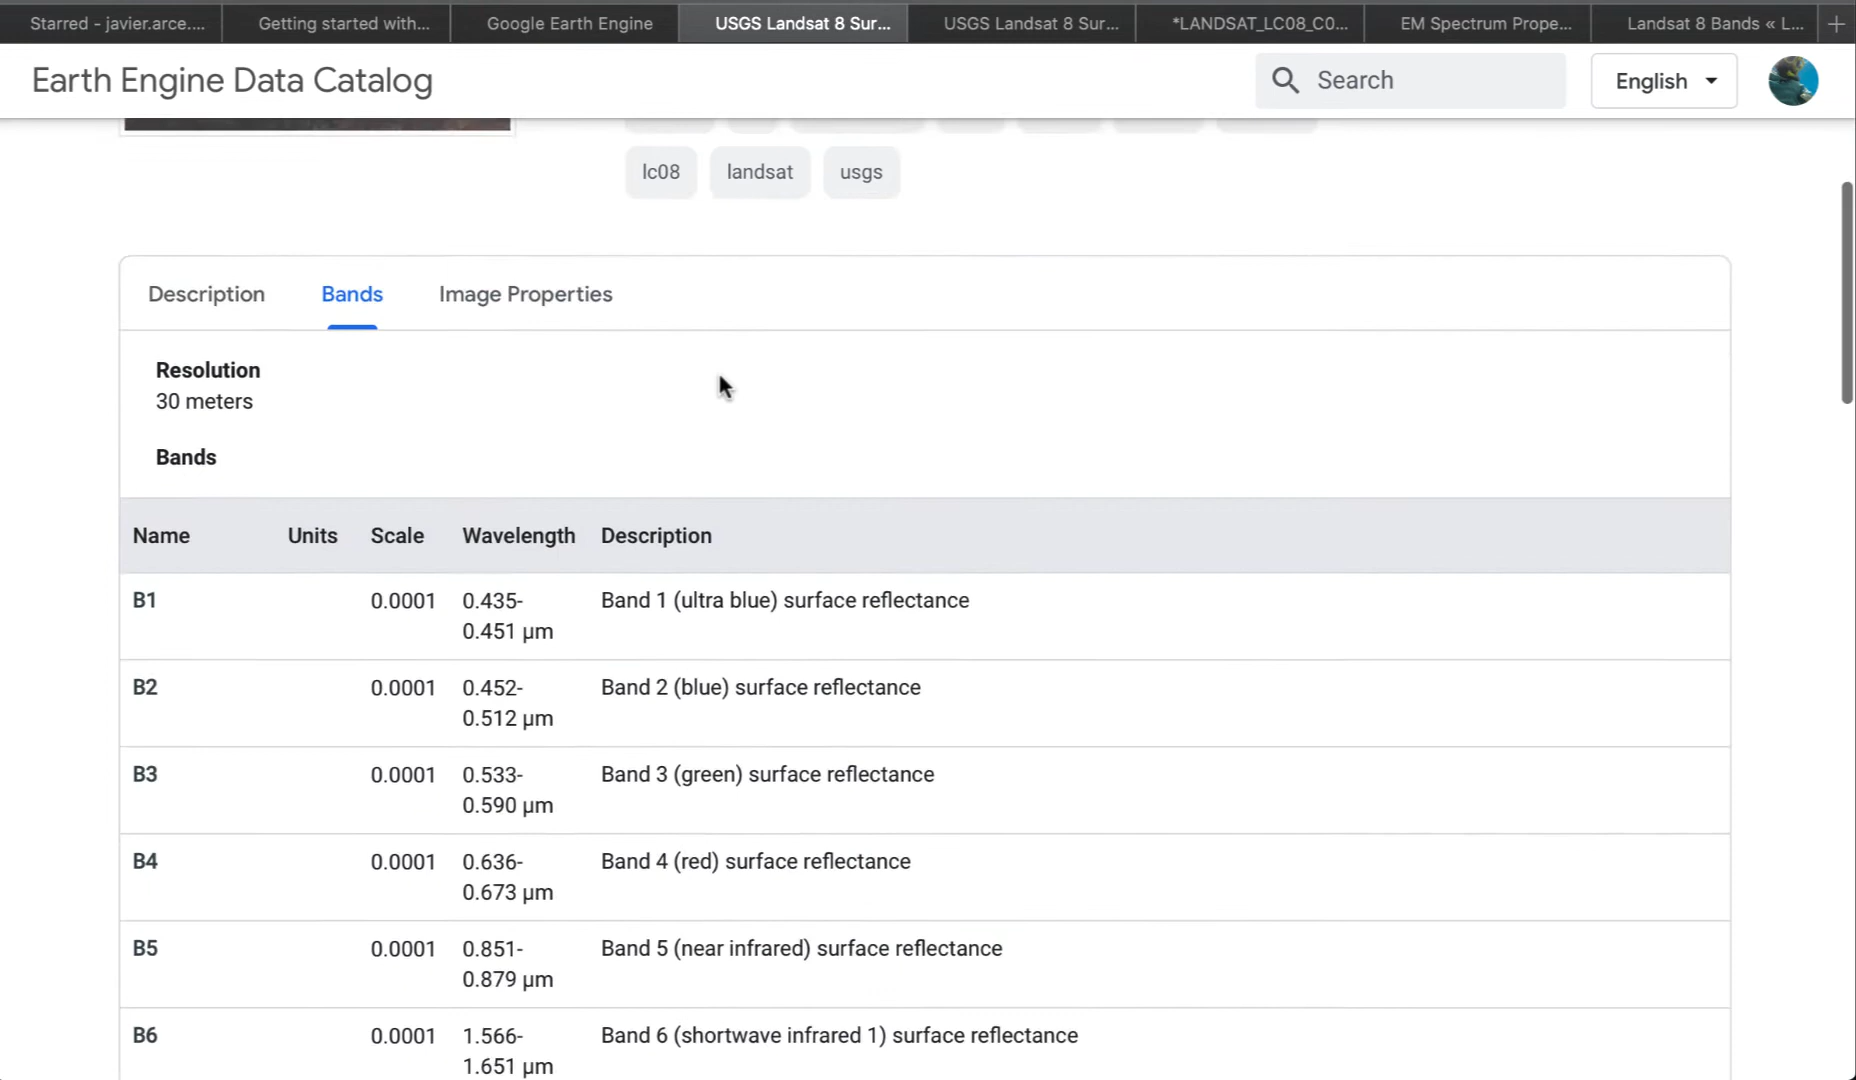 Starred - javier.arce.... Getting started with... Google Earth Engine USGS Landsat 8 Sur... USGS Landsat 8 Sur... *LANDSAT_LC08_C0... EM Spectrum Prope... Landsat 8 Bands « L... +
Earth Engine Data Catalog Search English
lc08 landsat usgs
Description Bands Image Properties
Resolution
30 meters
Bands
Name Units Scale Wavelength Description
B1 0.0001 0.435- Band 1 (ultra blue) surface reflectance
0.451 μm
B2 0.0001 0.452- Band 2 (blue) surface reflectance
0.512 μm
B3 0.0001 0.533- Band 3 (green) surface reflectance
0.590 μm
B4 0.0001 0.636- Band 4 (red) surface reflectance
0.673 μm
B5 0.0001 0.851- Band 5 (near infrared) surface reflectance
0.879 μm
B6 0.0001 1.566- Band 6 (shortwave infrared 1) surface reflectance
1.651 μm